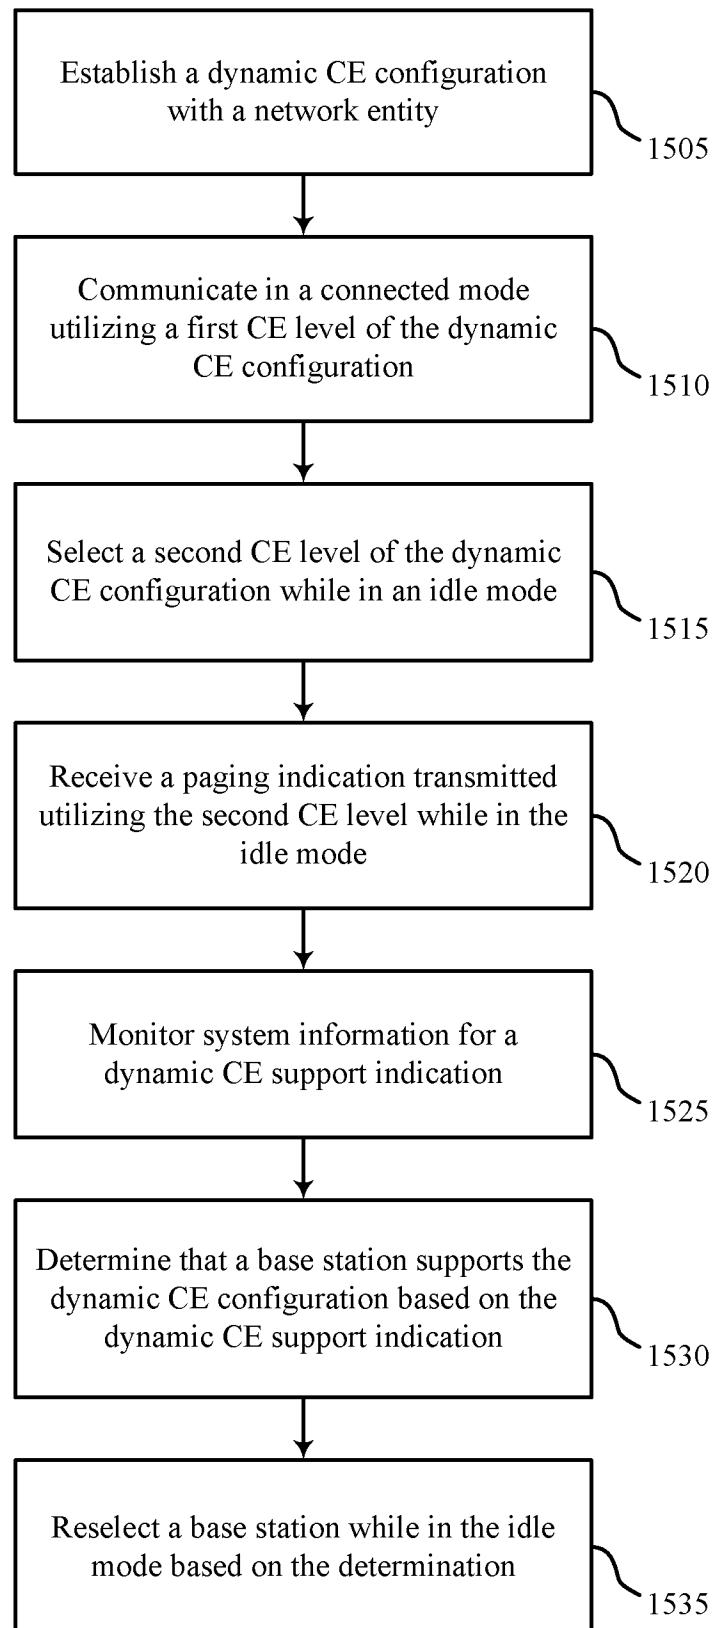 Establish a dynamic CE configuration
with a network entity
1505
Communicate in a connected mode
utilizing a first CE level of the dynamic
CE configuration
1510
Select a second CE level of the dynamic
CE configuration while in an idle mode
1515
Receive a paging indication transmitted
utilizing the second CE level while in the
idle mode
1520
Monitor system information for a
dynamic CE support indication
1525
Determine that a base station supports the
dynamic CE configuration based on the
dynamic CE support indication
1530
Reselect a base station while in the idle
mode based on the determination
1535